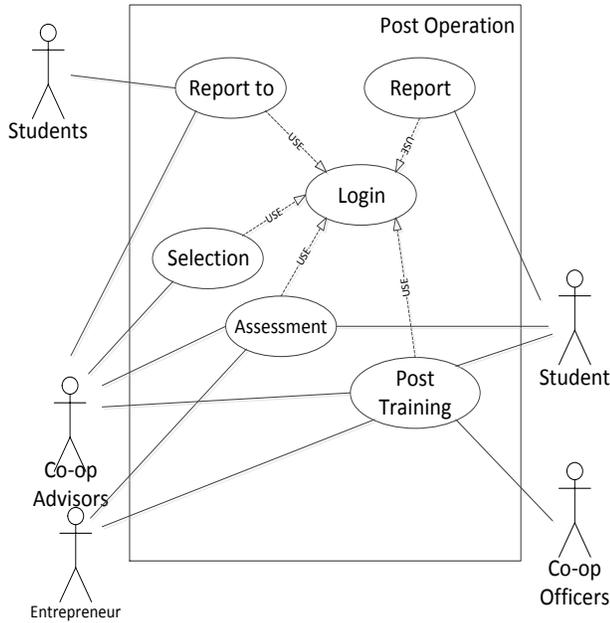 Post Operation
Report to
Report
Students
USE
USE
Login
USE
Selection
USE
USE
Assessment
Student
Post
Training
Co-op
Advisors
Co-op
Officers
Entrepreneur